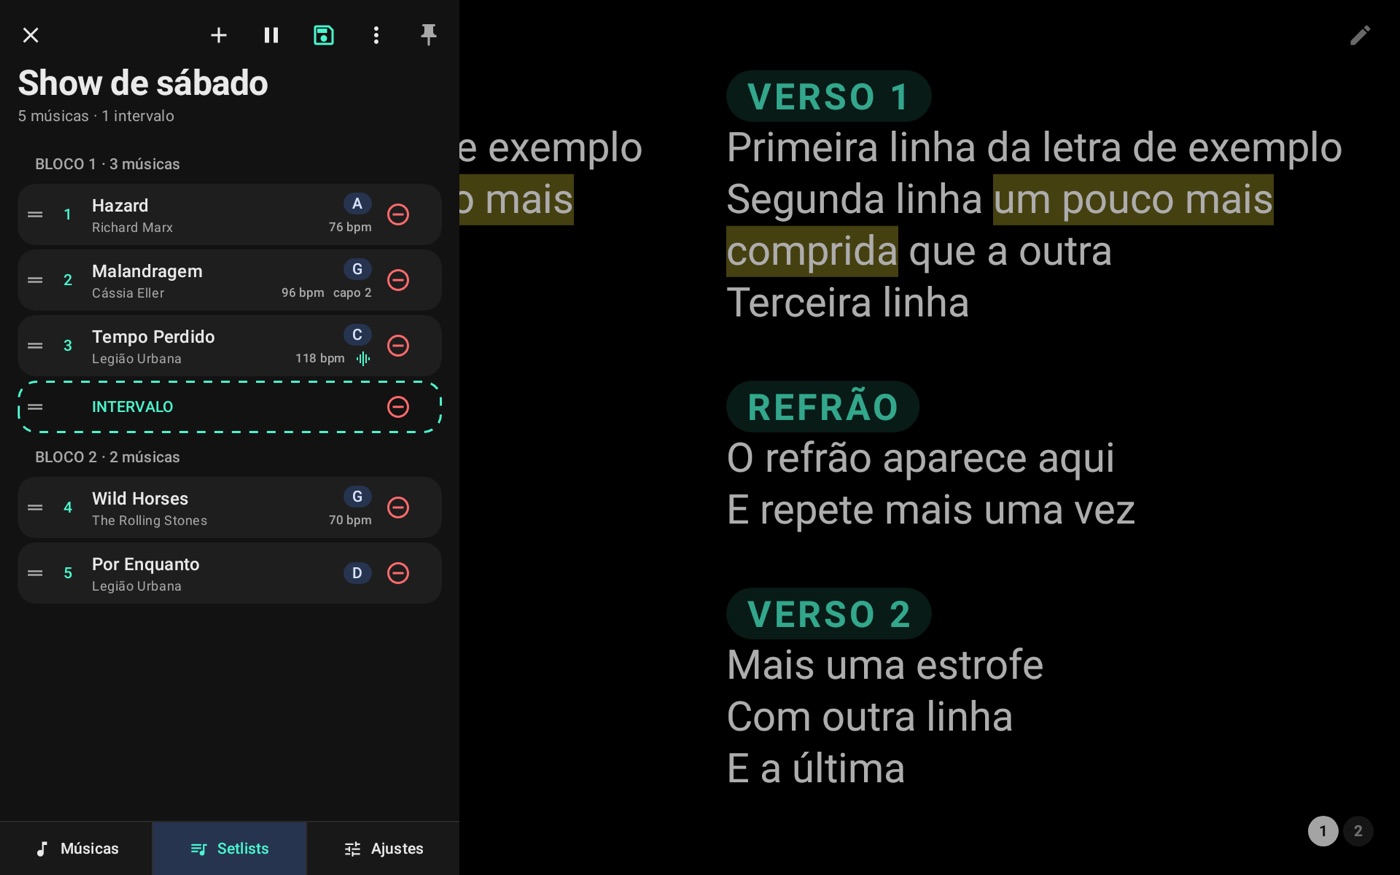 Show de sábado
5 músicas · 1 intervalo
BLOCO 1 · 3 músicas
1 Hazard A
Richard Marx 76 bpm
2 Malandragem G
Cássia Eller 96 bpm capo 2
3 Tempo Perdido C
Legião Urbana 118 bpm
INTERVALO
BLOCO 2 · 2 músicas
4 Wild Horses G
The Rolling Stones 70 bpm
5 Por Enquanto D
Legião Urbana
Músicas
Setlists
Ajustes
e exemplo
o mais
VERSO 1
Primeira linha da letra de exemplo
Segunda linha um pouco mais
comprida que a outra
Terceira linha
REFRÃO
O refrão aparece aqui
E repete mais uma vez
VERSO 2
Mais uma estrofe
Com outra linha
E a última
1 2